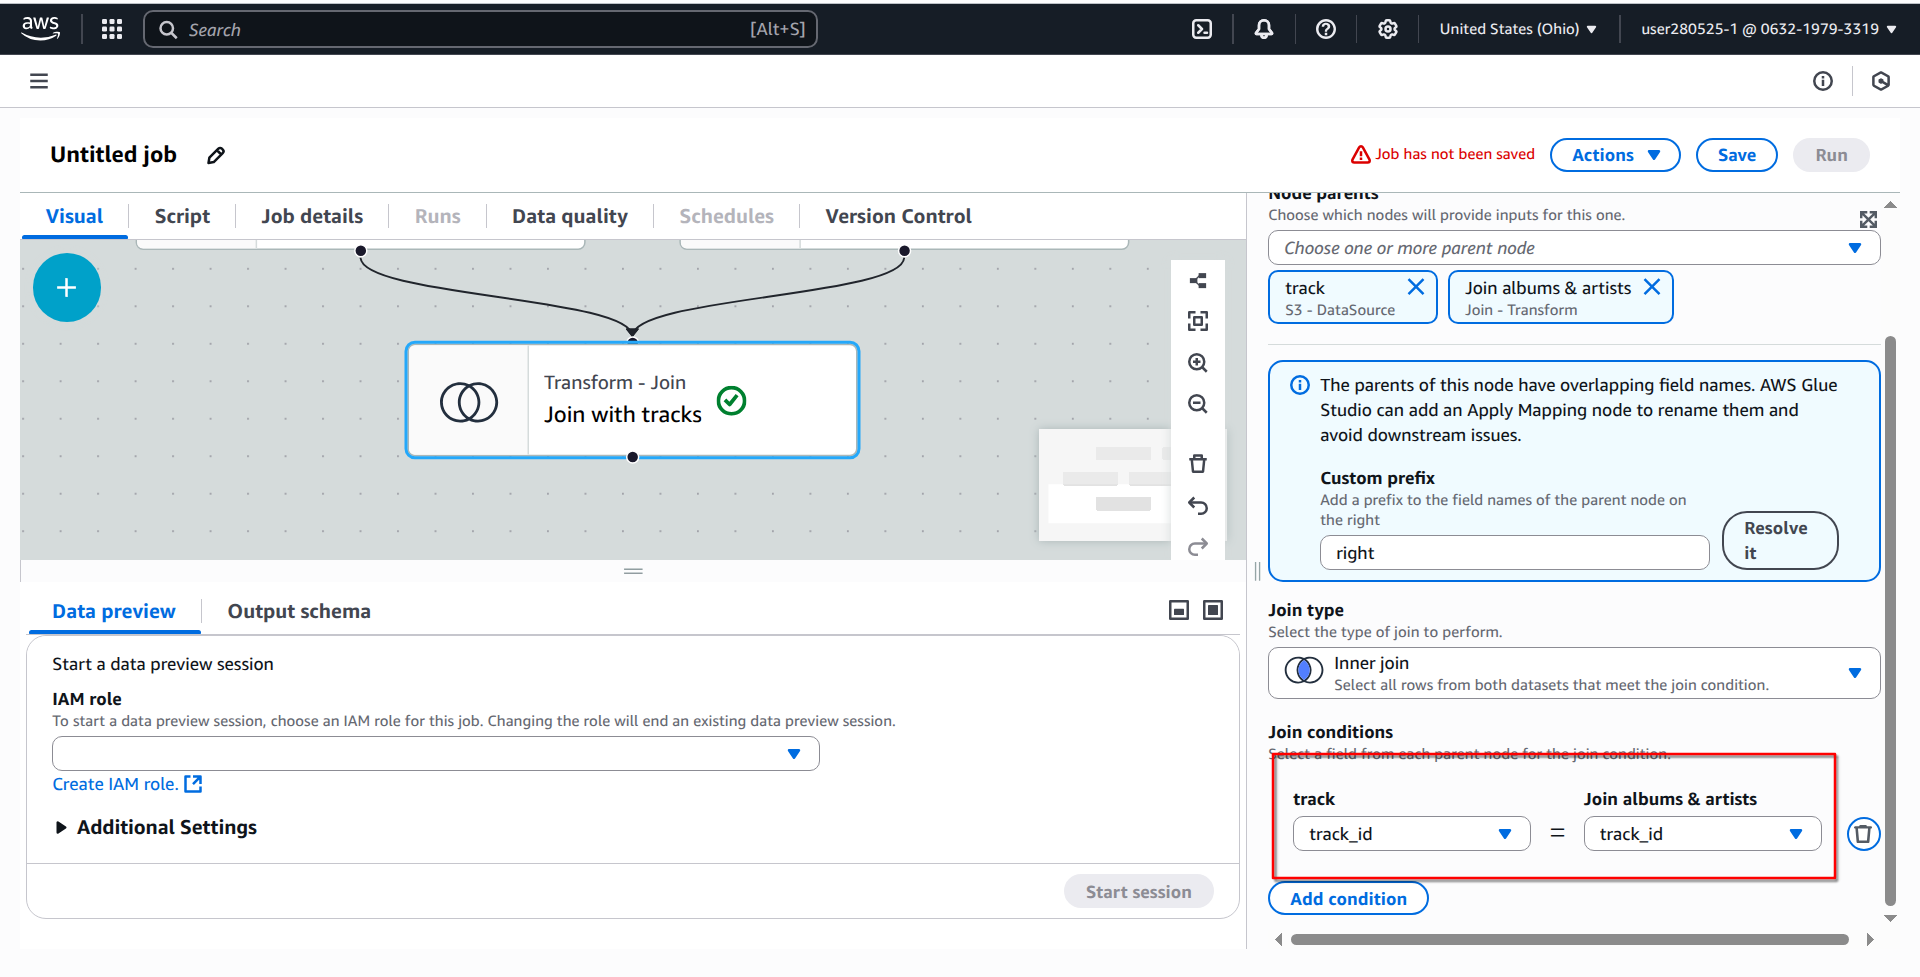 aws
Search
[Alt+S]
United States (Ohio)
user280525-1 @ 0632-1979-3319
Untitled job
Job has not been saved
Actions
Save
Run
Visual
Script
Job details
Runs
Data quality
Schedules
Version Control
Transform - Join
Join with tracks
Data preview
Output schema
Start a data preview session
IAM role
To start a data preview session, choose an IAM role for this job. Changing the role will end an existing data preview session.
Create IAM role.
Additional Settings
Start session
Node parents
Choose which nodes will provide inputs for this one.
Choose one or more parent node
track
S3 - DataSource
Join albums & artists
Join - Transform
The parents of this node have overlapping field names. AWS Glue
Studio can add an Apply Mapping node to rename them and
avoid downstream issues.
Custom prefix
Add a prefix to the field names of the parent node on
the right
right
Resolve
it
Join type
Select the type of join to perform.
Inner join
Select all rows from both datasets that meet the join condition.
Join conditions
Select a field from each parent node for the join condition.
track
Join albums & artists
track_id
=
track_id
Add condition